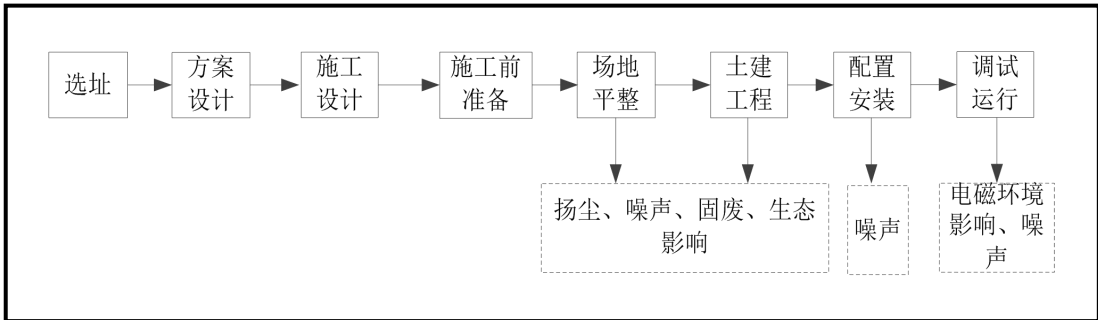 选址
方案
设计
施工
设计
施工前
准备
场地
平整
土建
工程
配置
安装
调试
运行
扬尘、噪声、固废、生态
影响
噪声
电磁环境
影响、噪
声